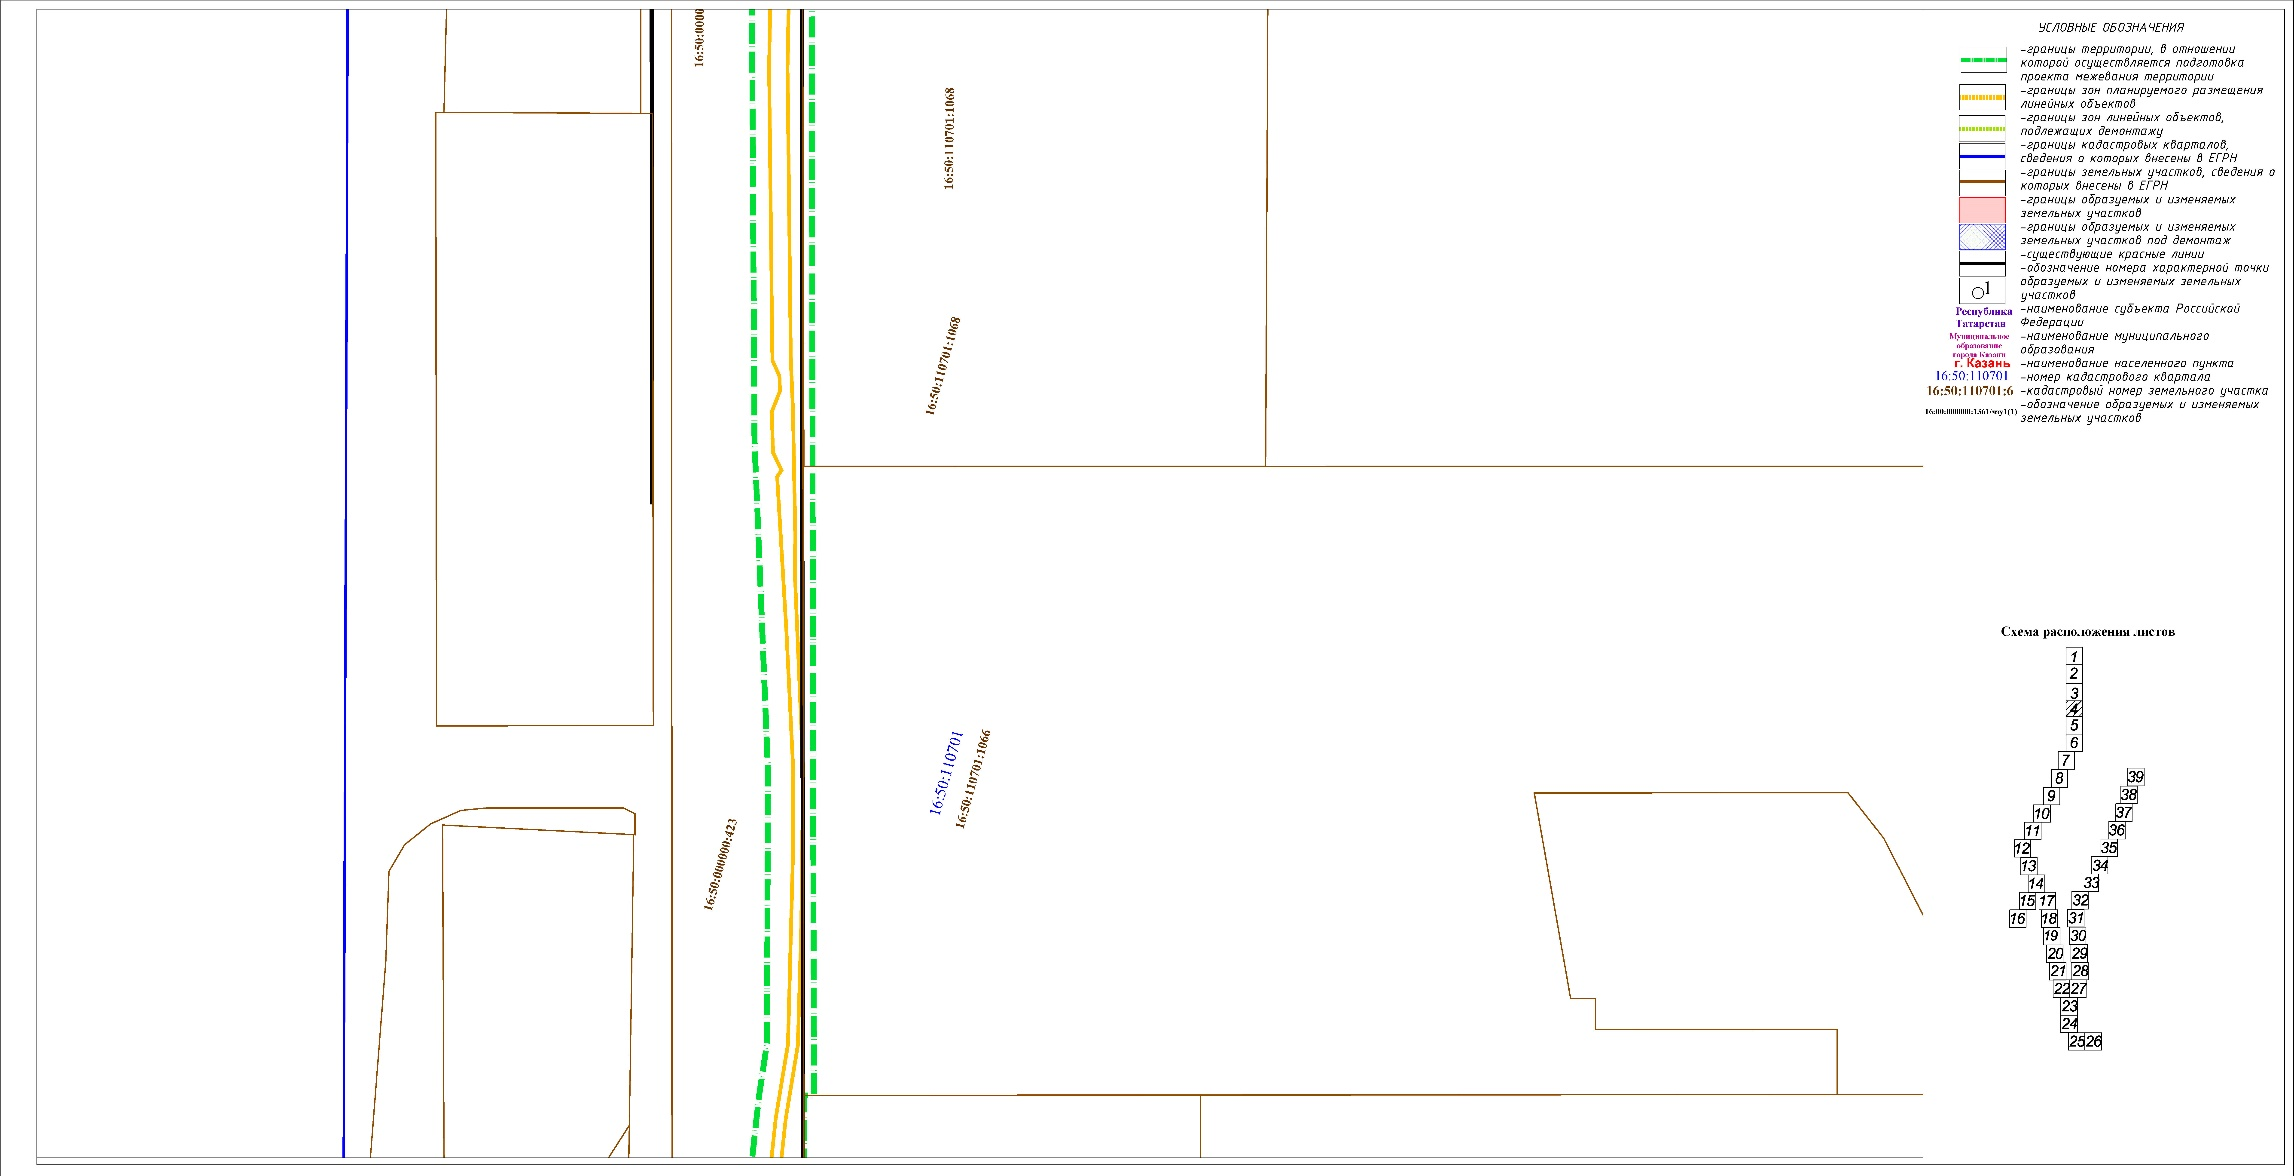 16:50:0000
16:50:110701:1068
16:50:110701:1068
16:50:110701
16:50:110701:1066
16:50:000000:423
УСЛОВНЫЕ ОБОЗНАЧЕНИЯ
-границы территории, в отношении
которой осуществляется подготовка
проекта межевания территории
-границы зон планируемого размещения
линейных объектов
-границы зон линейных объектов,
подлежащих демонтажу
-границы кадастровых кварталов,
сведения о которых внесены в ЕГРН
-границы земельных участков, сведения о
которых внесены в ЕГРН
-границы образуемых и изменяемых
земельных участков
-границы образуемых и изменяемых
земельных участков под демонтаж
-существующие красные линии
-обозначение номера характерной точки
образуемых и изменяемых земельных
участков
1
Республика
Татарстан
-наименование субъекта Российской
Федерации
Муниципальное
образование
города Казани
-наименование муниципального
образования
г. Казань
-наименование населенного пункта
16:50:110701
-номер кадастрового квартала
16:50:110701:6
-кадастровый номер земельного участка
-обозначение образуемых и изменяемых
земельных участков
Схема расположения листов
1
2
3
4
5
6
7
8
39
9
38
10
37
11
36
12
35
13
34
14
33
15
17
32
16
18
31
19
30
20
29
21
28
22
27
23
24
25
26